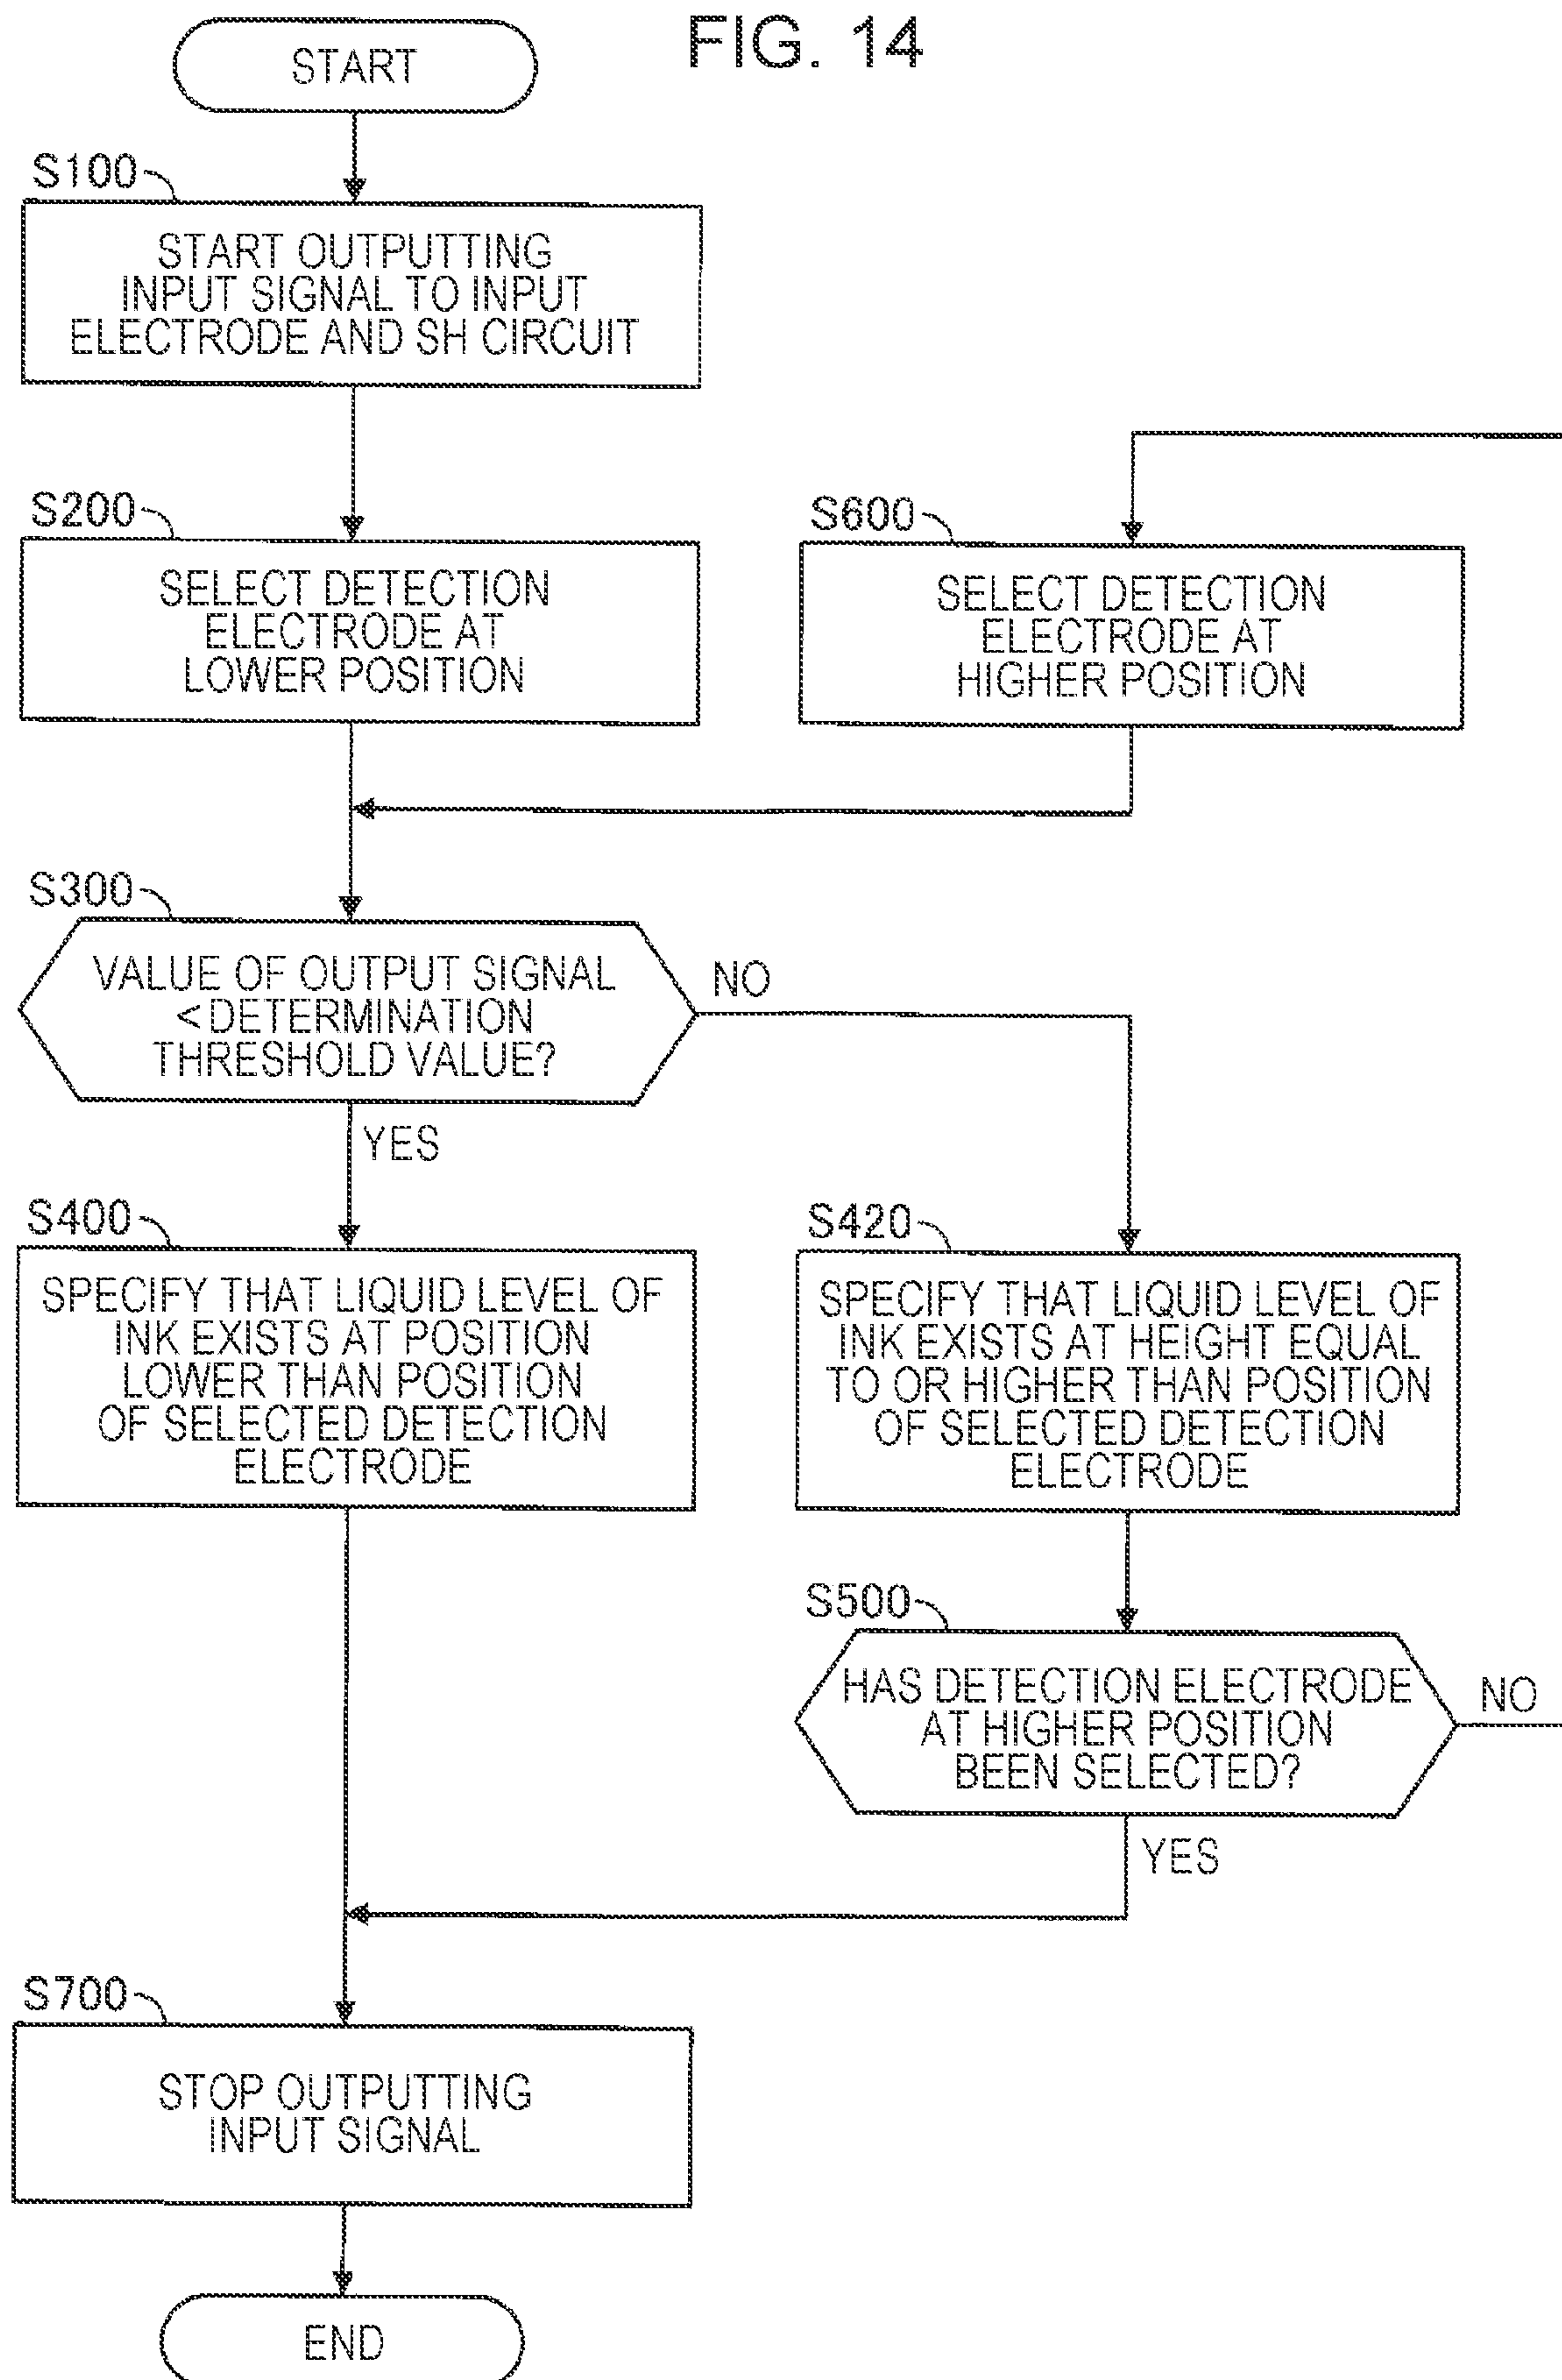 FIG. 14
START
S100
START OUTPUTTING
INPUT SIGNAL TO INPUT
ELECTRODE AND SH CIRCUIT
S200
SELECT DETECTION
ELECTRODE AT
LOWER POSITION
S600
SELECT DETECTION
ELECTRODE AT
HIGHER POSITION
S300
VALUE OF OUTPUT SIGNAL
< DETERMINATION
THRESHOLD VALUE?
NO
YES
S400
SPECIFY THAT LIQUID LEVEL OF
INK EXISTS AT POSITION
LOWER THAN POSITION
OF SELECTED DETECTION
ELECTRODE
S420
SPECIFY THAT LIQUID LEVEL OF
INK EXISTS AT HEIGHT EQUAL
TO OR HIGHER THAN POSITION
OF SELECTED DETECTION
ELECTRODE
S500
HAS DETECTION ELECTRODE
AT HIGHER POSITION
BEEN SELECTED?
NO
YES
S700
STOP OUTPUTTING
INPUT SIGNAL
END